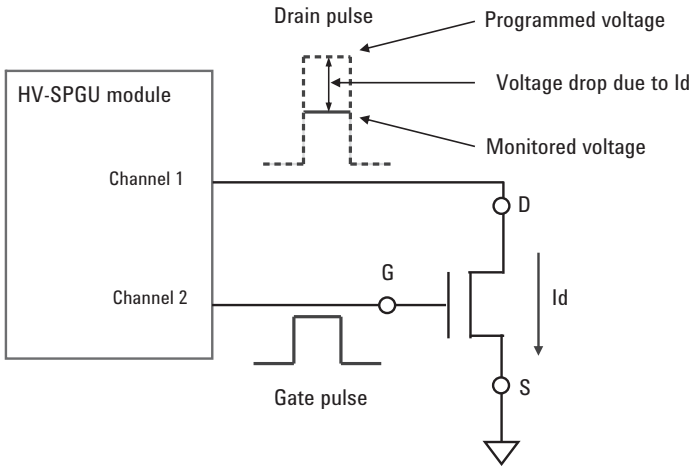 Drain pulse
Programmed voltage
HV-SPGU module
Voltage drop due to Id
Monitored voltage
Channel 1
D
G
Channel 2
Id
Gate pulse
S